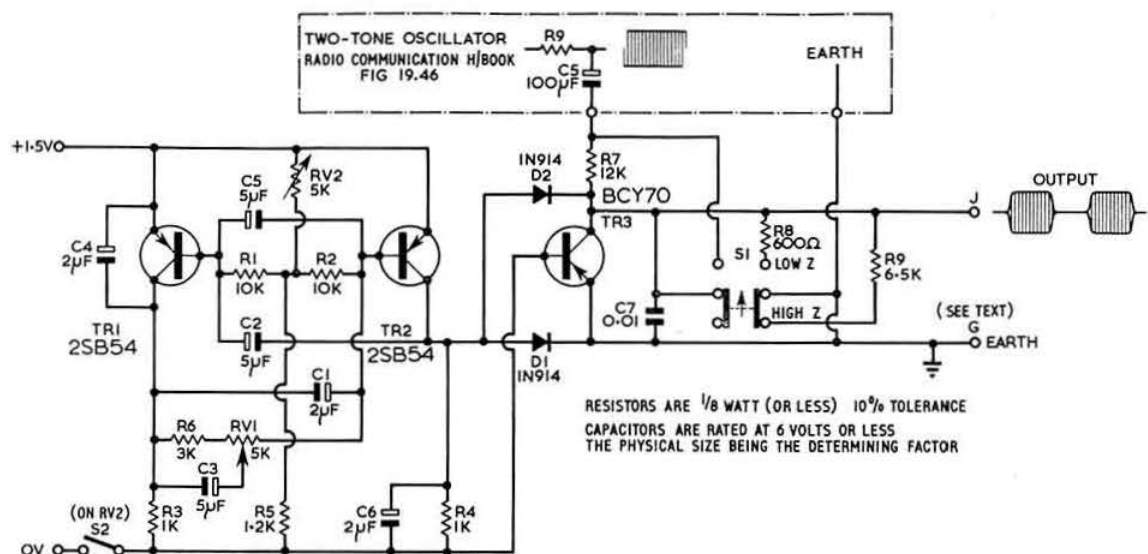 TWO-TONE OSCILLATOR
RADIO COMMUNICATION H/BOOK
FIG 19.46
R9
C5
100µF
EARTH
+1.5V
C5
5µF
RV2
5K
IN914
D2
R7
12K
BCY70
TR3
OUTPUT
J
C4
2µF
R1
10K
R2
10K
R8
600Ω
S1
LOW Z
R9
6.5K
HIGH Z
C7
0.01
(SEE TEXT)
G
EARTH
TR1
2SB54
C2
5µF
TR2
2SB54
D1
IN914
C1
2µF
RESISTORS ARE 1/8 WATT (OR LESS) 10% TOLERANCE
CAPACITORS ARE RATED AT 6 VOLTS OR LESS
THE PHYSICAL SIZE BEING THE DETERMINING FACTOR
R6
3K
RV1
5K
C3
5µF
(ON RV2)
S2
R3
1K
R5
1.2K
C6
2µF
R4
1K
0V